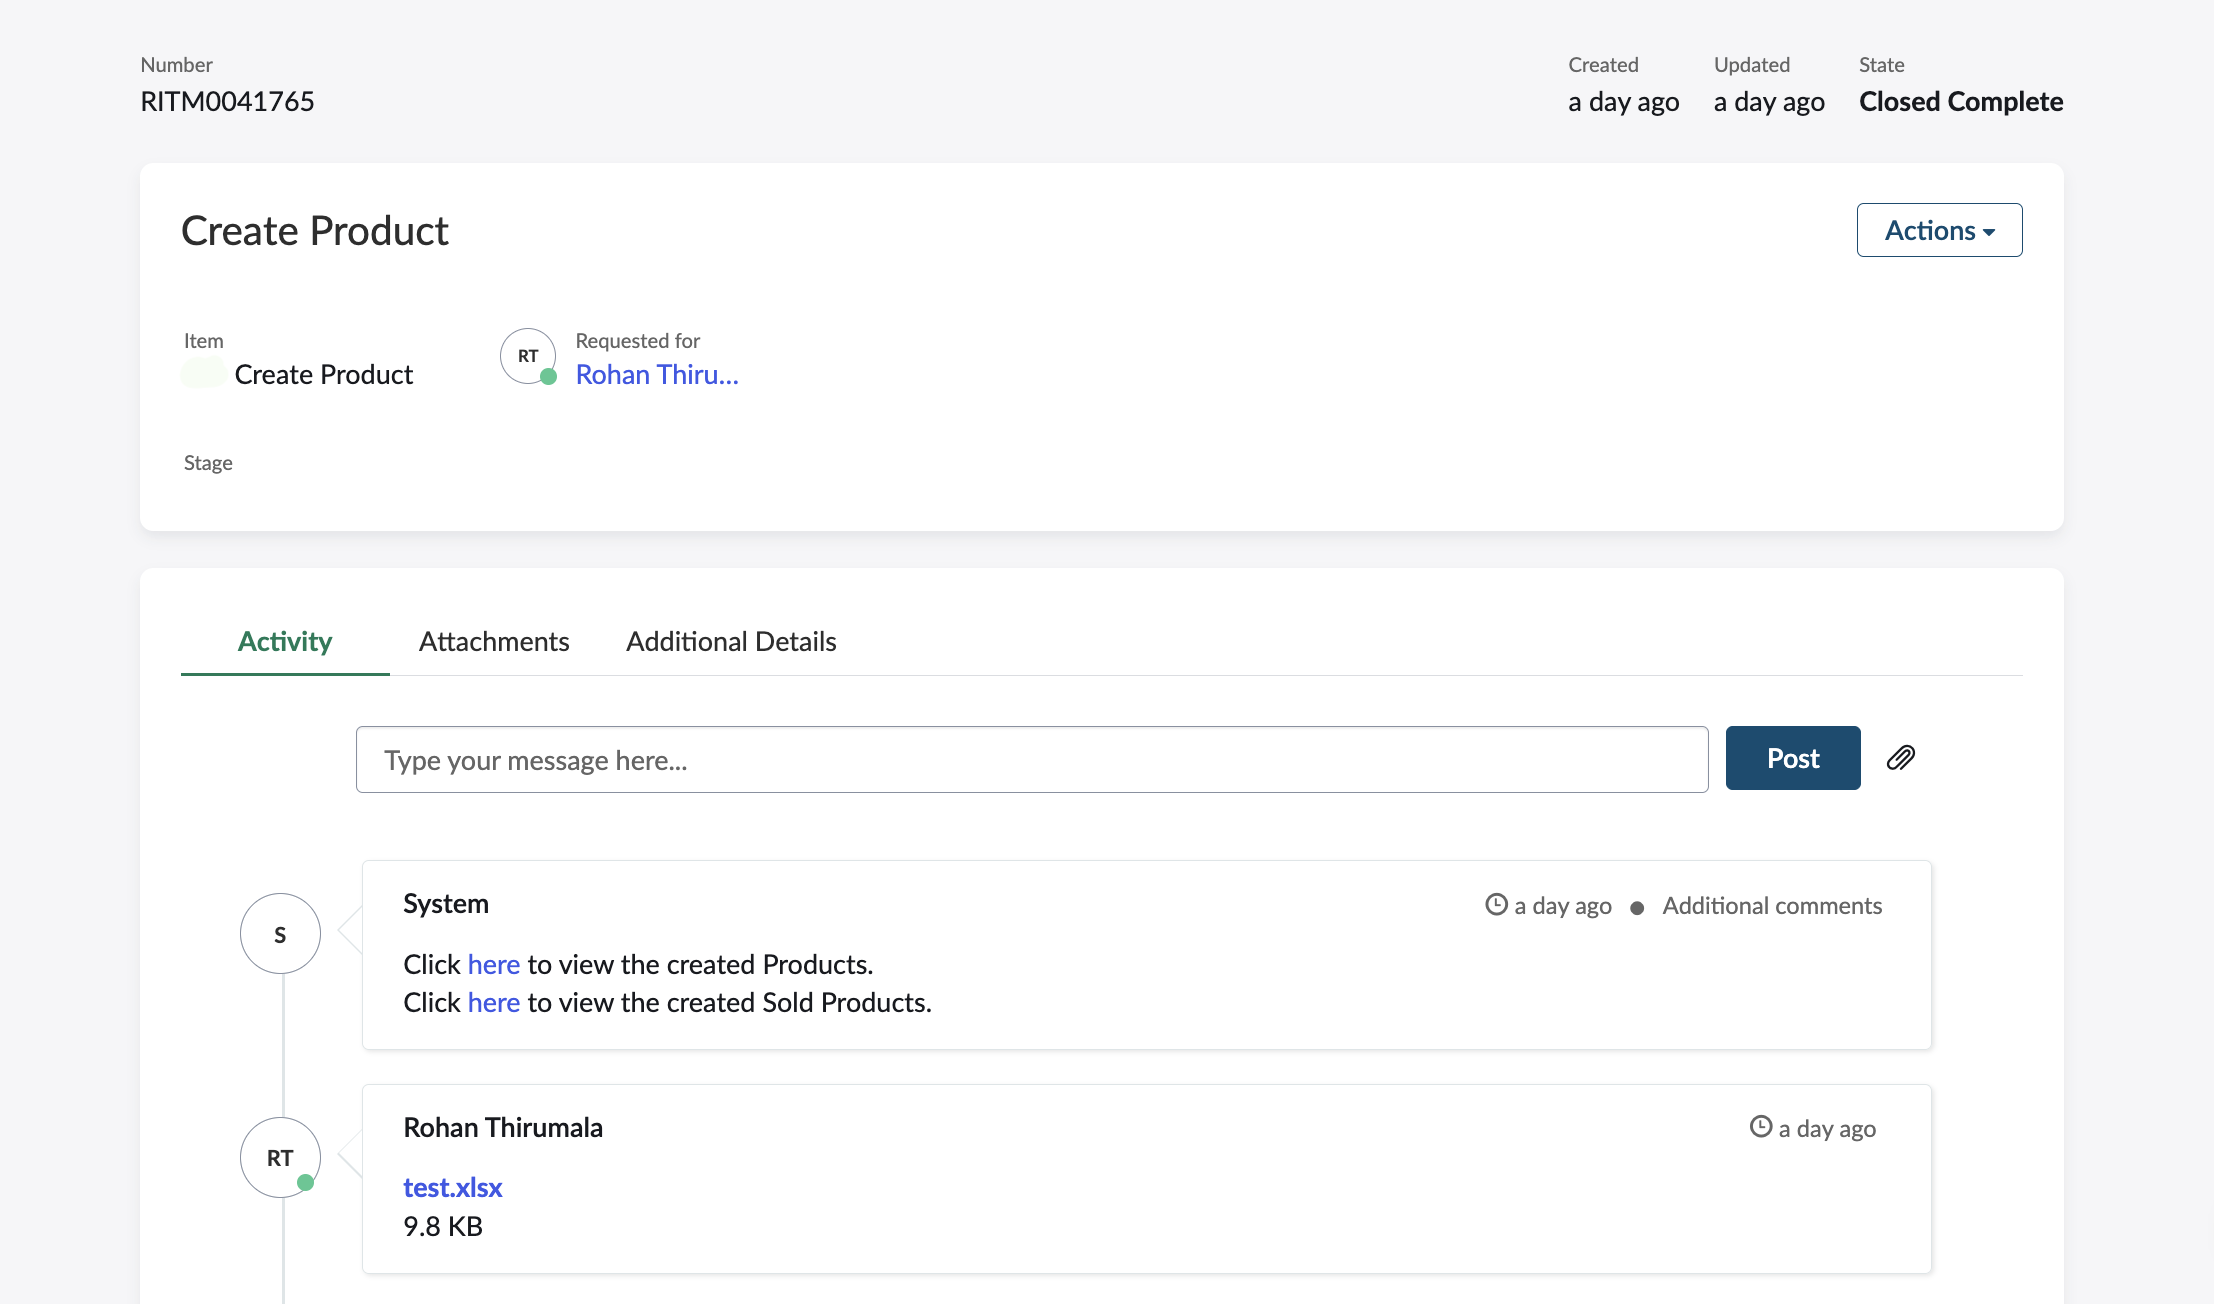 Number
RITM0041765
Created
a day ago
Updated
a day ago
State
Closed Complete
Create Product
Actions
Item
Create Product
RT
Requested for
Rohan Thiru...
Stage
Activity
Attachments
Additional Details
Type your message here...
Post
S
System
a day ago ● Additional comments
Click here to view the created Products.
Click here to view the created Sold Products.
RT
Rohan Thirumala
a day ago
test.xlsx
9.8 KB